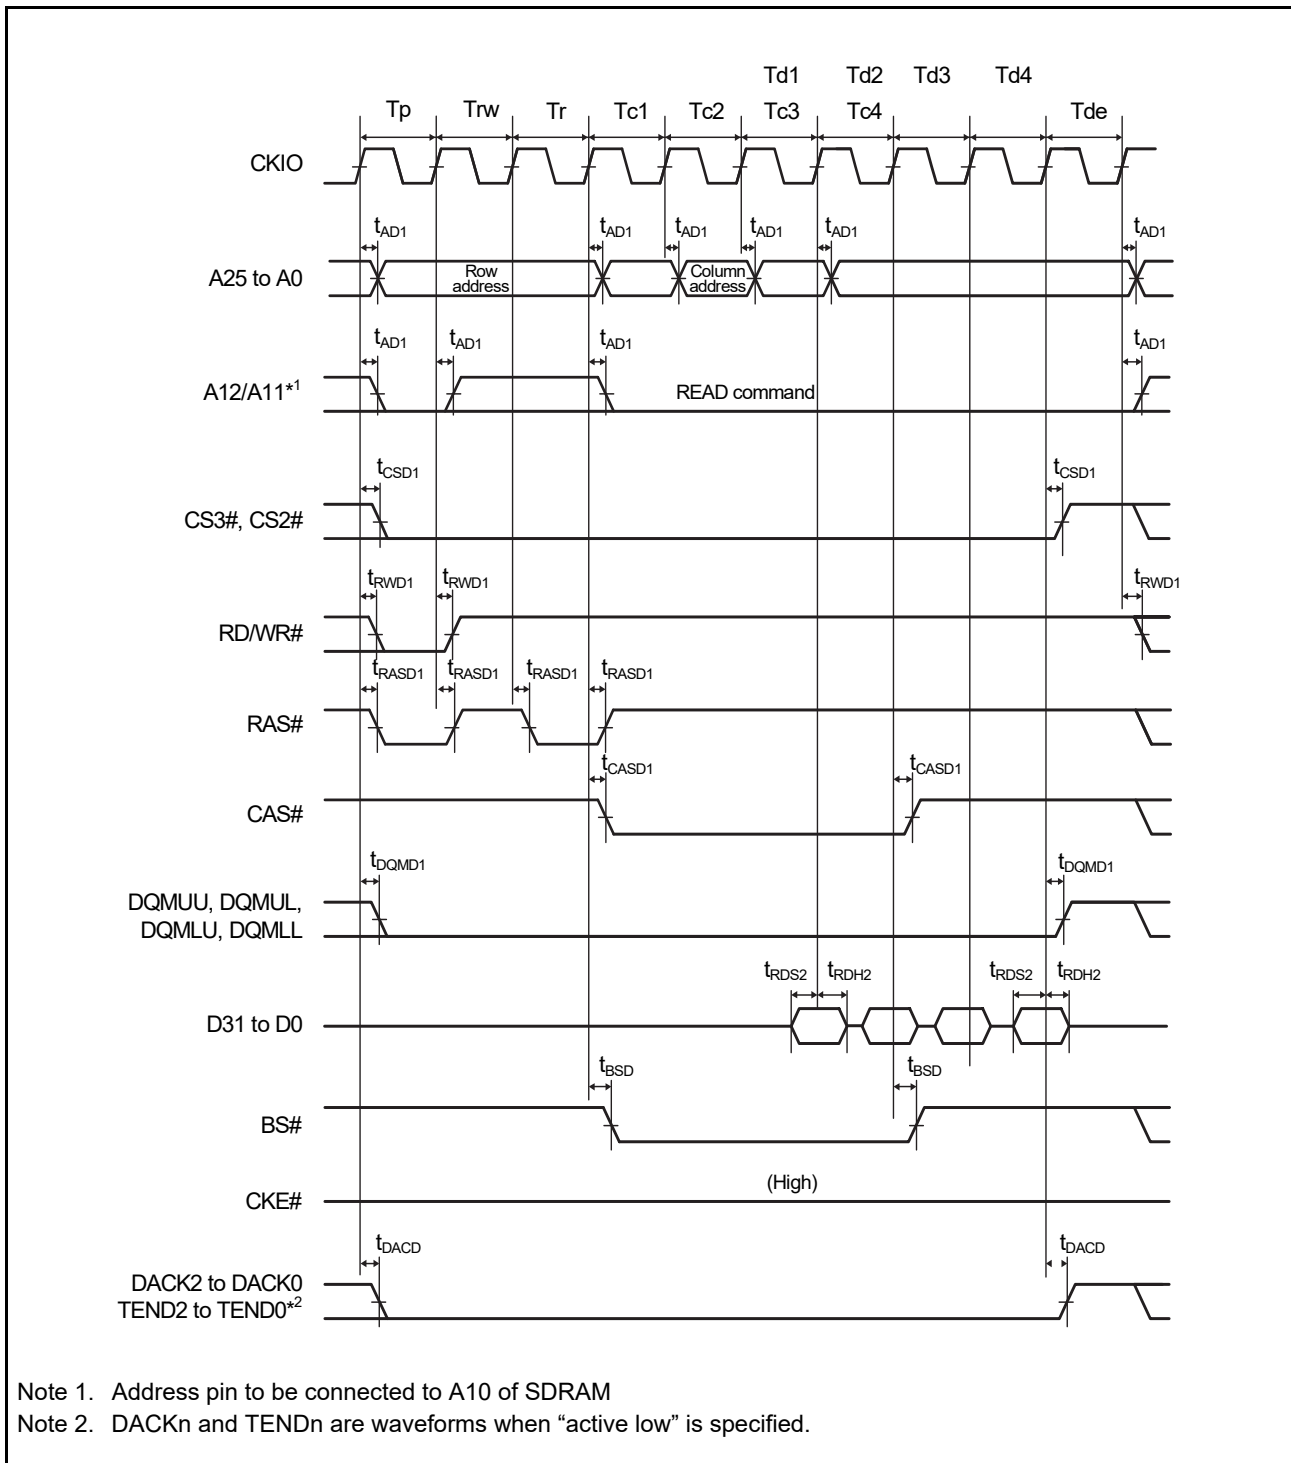 Td1 Td2 Td3 Td4
Tp Trw Tr Tc1 Tc2 Tc3 Tc4 Tde
CKIO
tAD1 tAD1 tAD1 tAD1 tAD1 tAD1
A25 to A0
Row address
Column address
tAD1 tAD1 tAD1 tAD1
A12/A11*1
READ command
tCSD1 tCSD1
CS3#, CS2#
tRWD1 tRWD1 tRWD1
RD/WR#
tRASD1 tRASD1 tRASD1 tRASD1
RAS#
tCASD1 tCASD1
CAS#
tDQMD1 tDQMD1
DQMUU, DQMUL,
DQMLU, DQMLL
tRDS2 tRDH2 tRDS2 tRDH2
D31 to D0
tBSD tBSD
BS#
(High)
CKE#
tDACD tDACD
DACK2 to DACK0
TEND2 to TEND0*2
Note 1. Address pin to be connected to A10 of SDRAM
Note 2. DACKn and TENDn are waveforms when “active low” is specified.